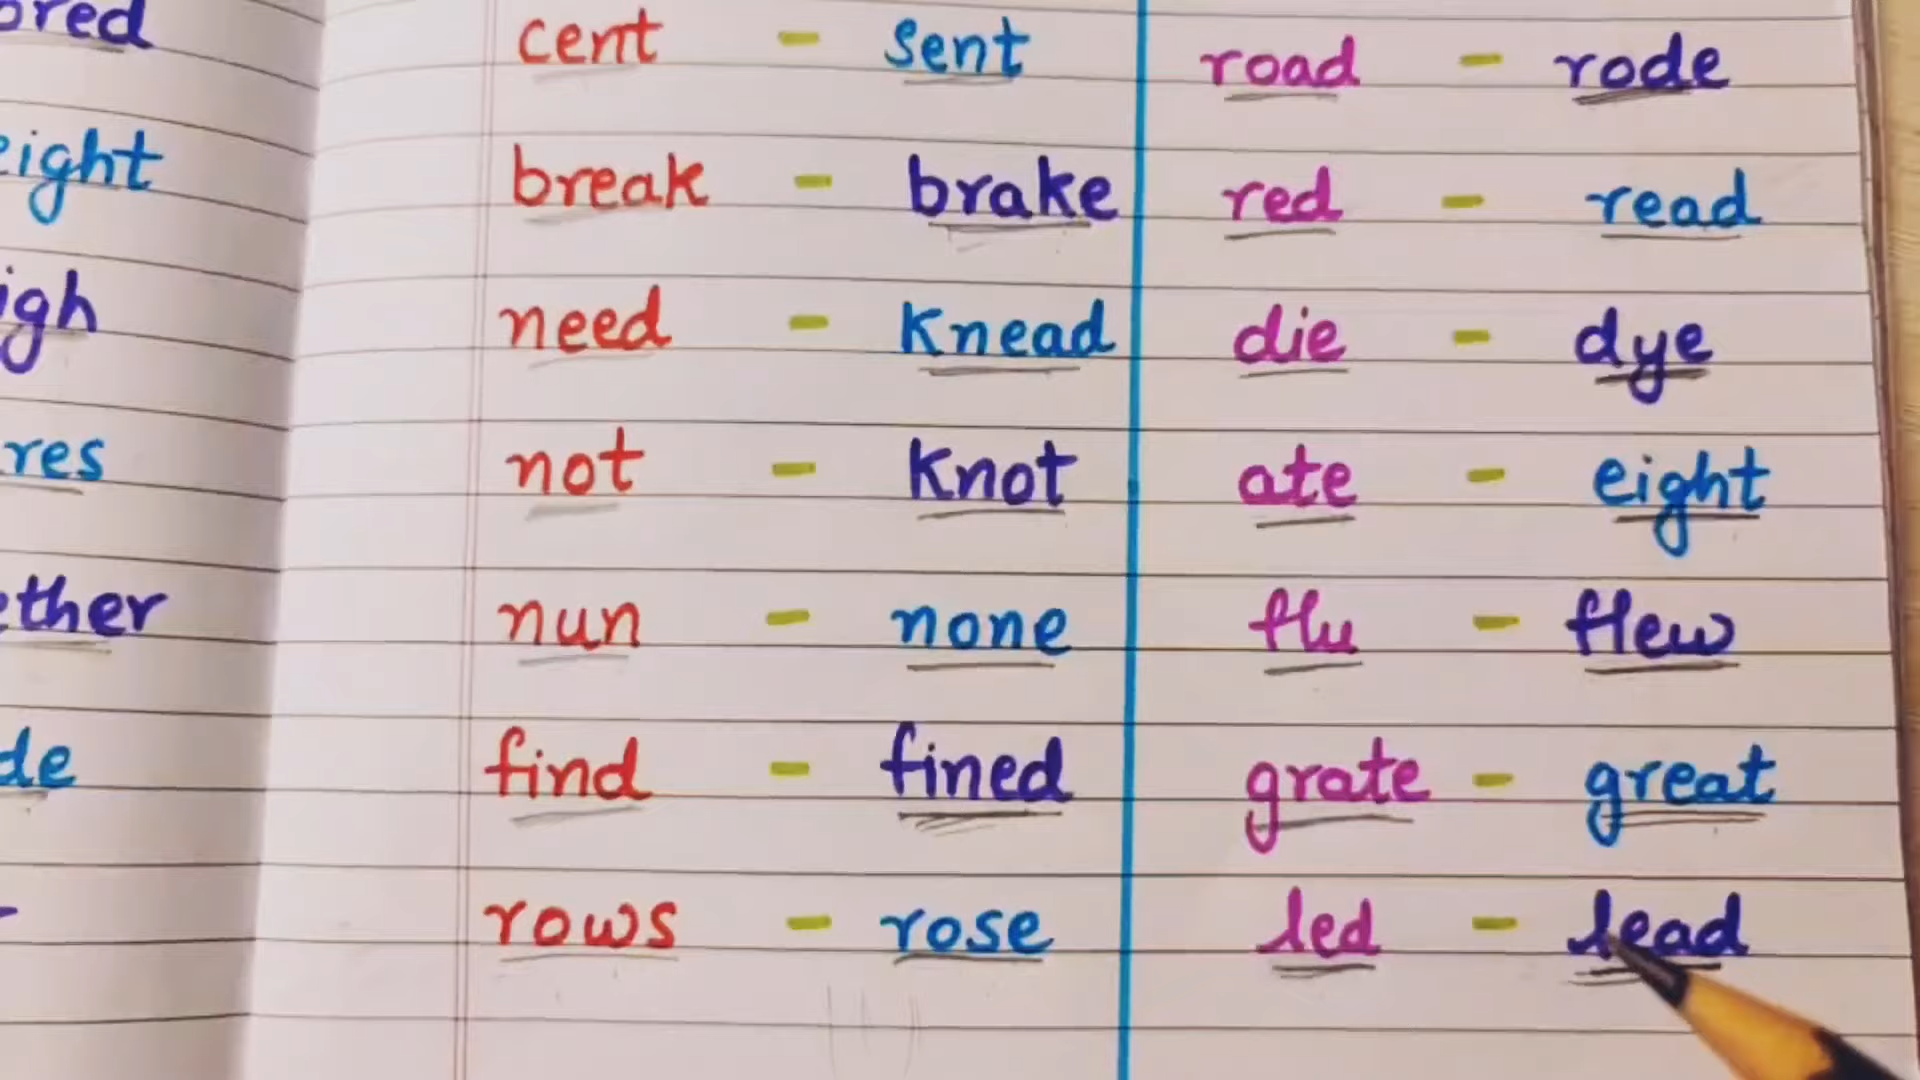 cent - sent
break - brake
need - knead
not - knot
nun - none
find - fined
rows - rose
road - rode
red - read
die - dye
ate - eight
flu - flew
grate - great
led - lead